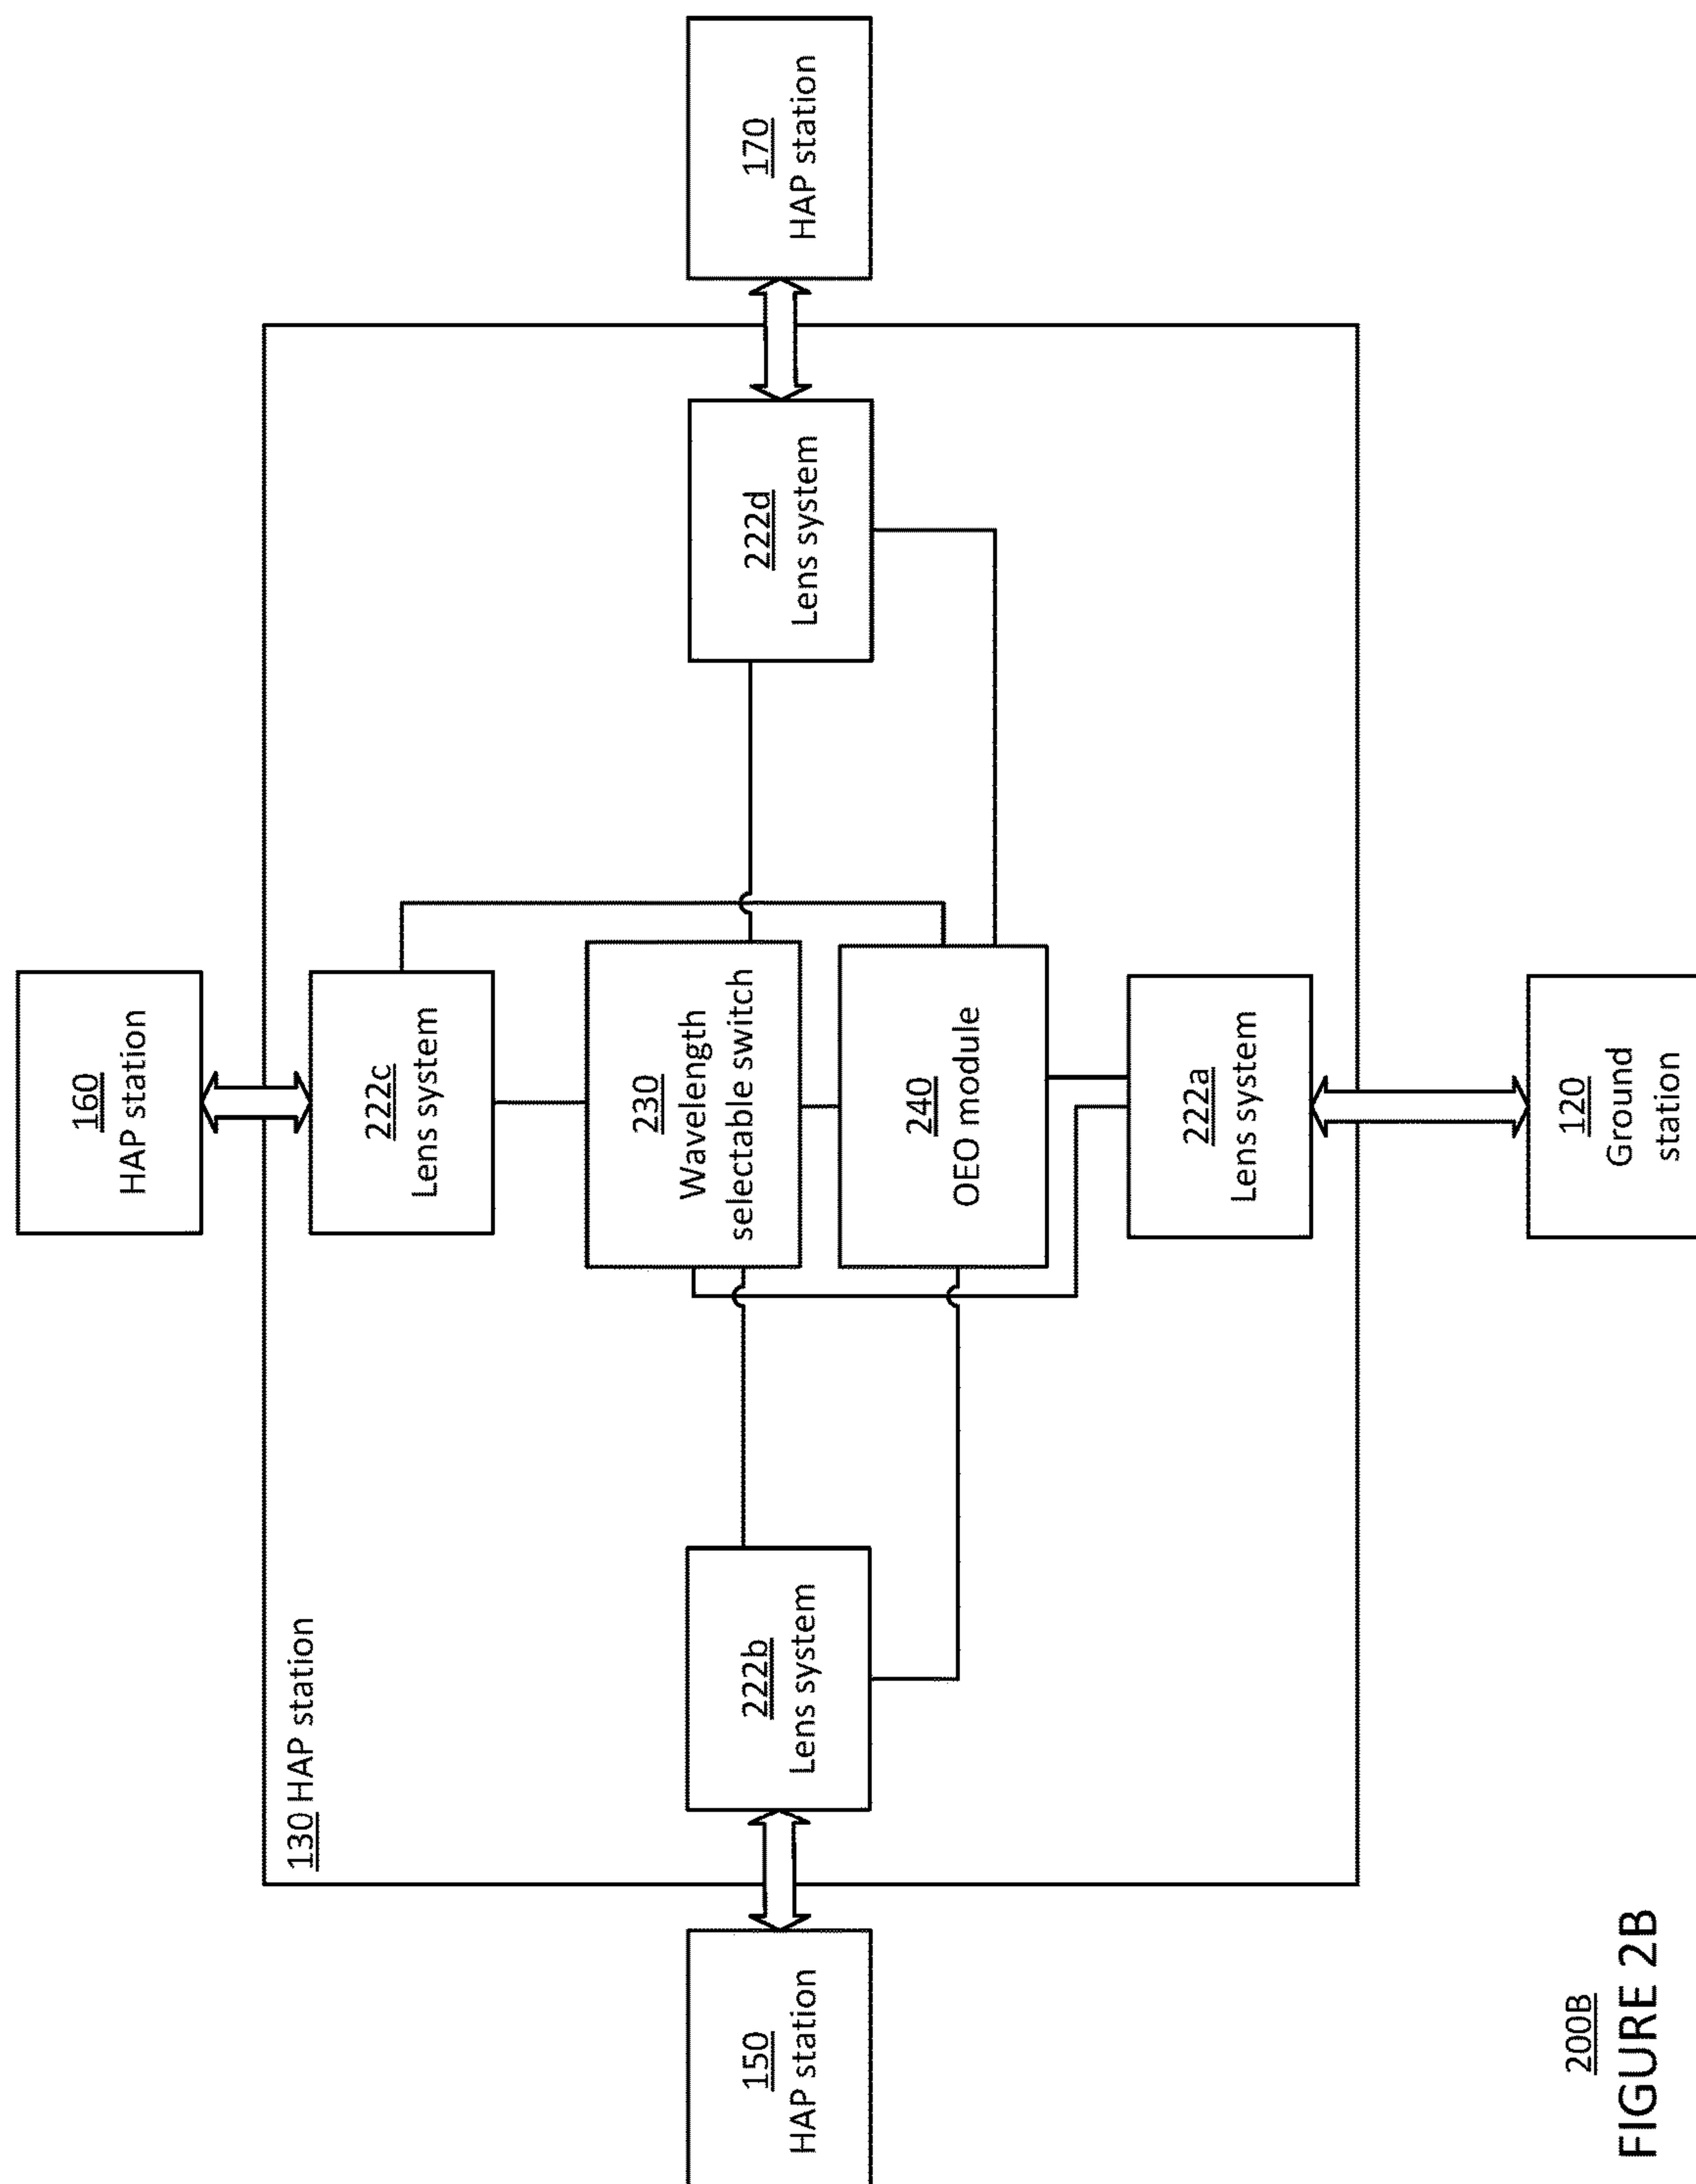 130 HAP station
150
HAP station
222b
Lens system
160
HAP station
222c
Lens system
230
Wavelength
selectable switch
240
OEO module
222a
Lens system
120
Ground
station
222d
Lens system
170
HAP station
200B
FIGURE 2B